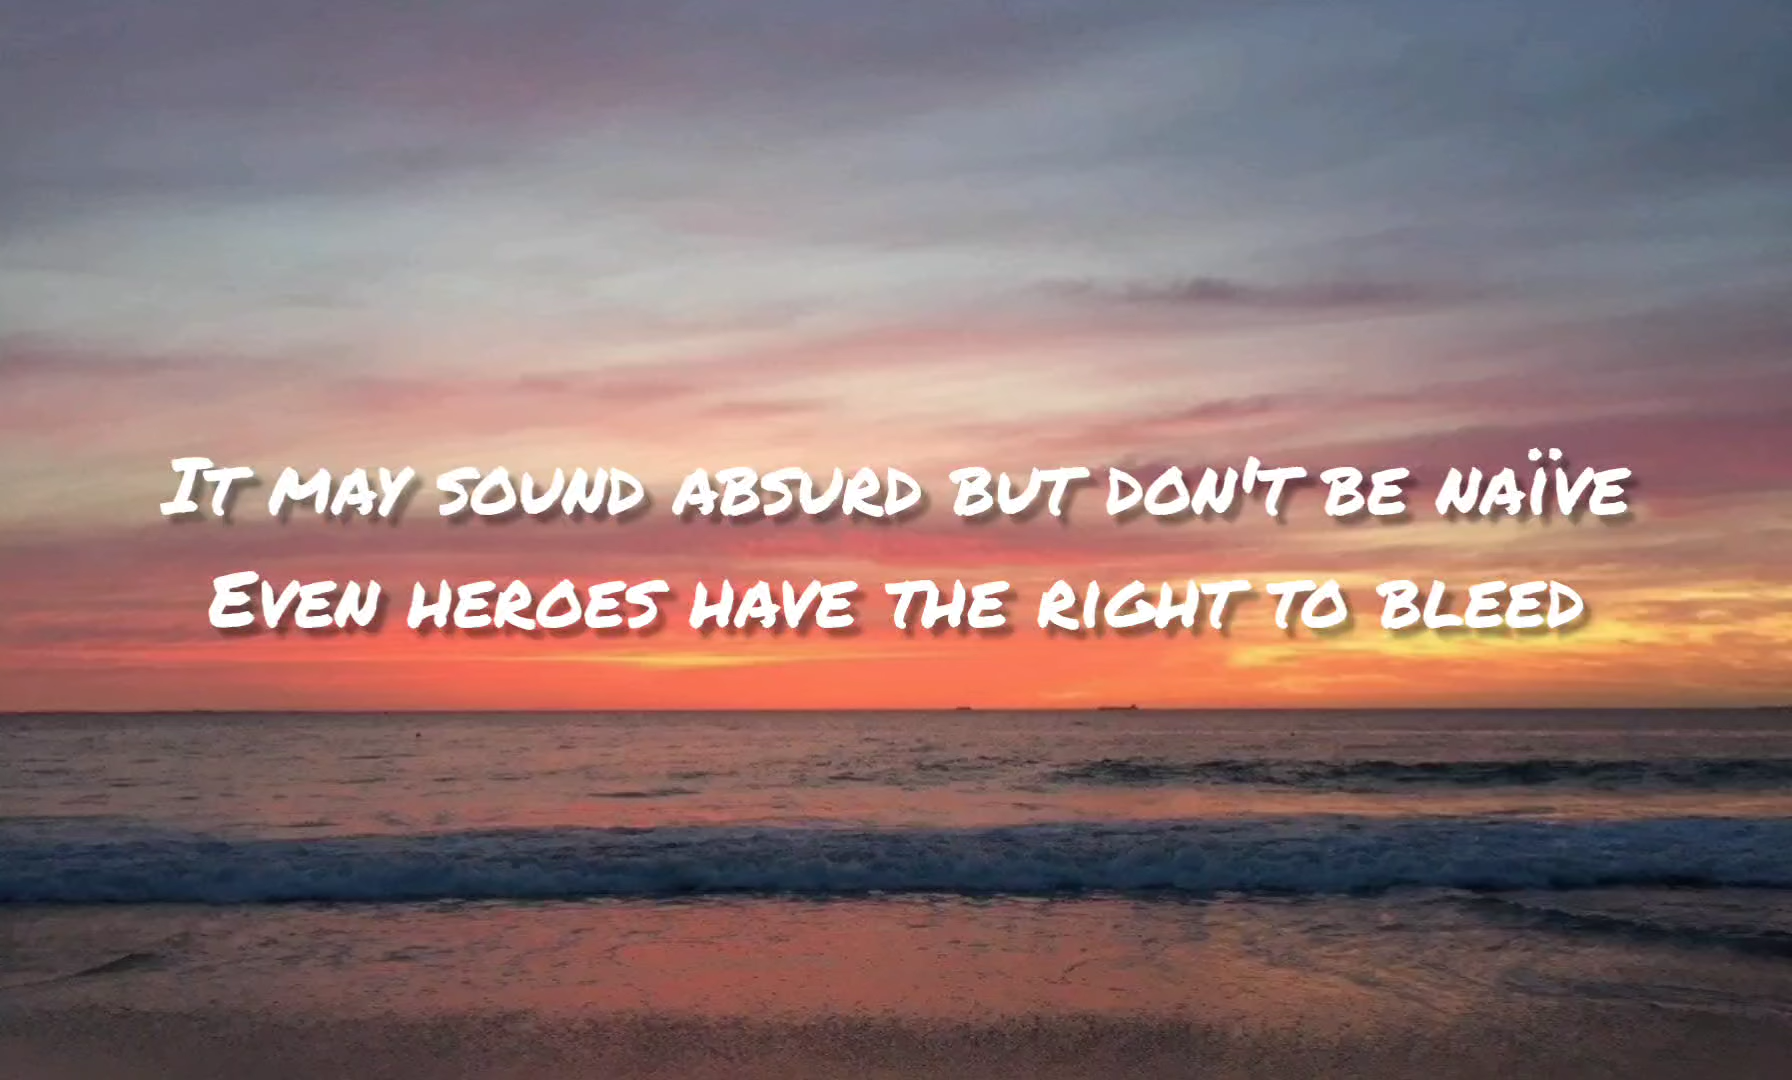 It may sound absurd but don't be naïve
Even heroes have the right to bleed